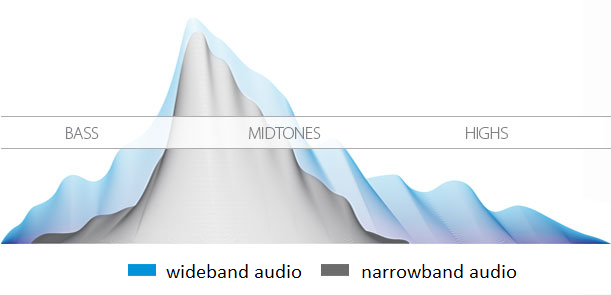 BASS MIDTONES HIGHS
wideband audio narrowband audio